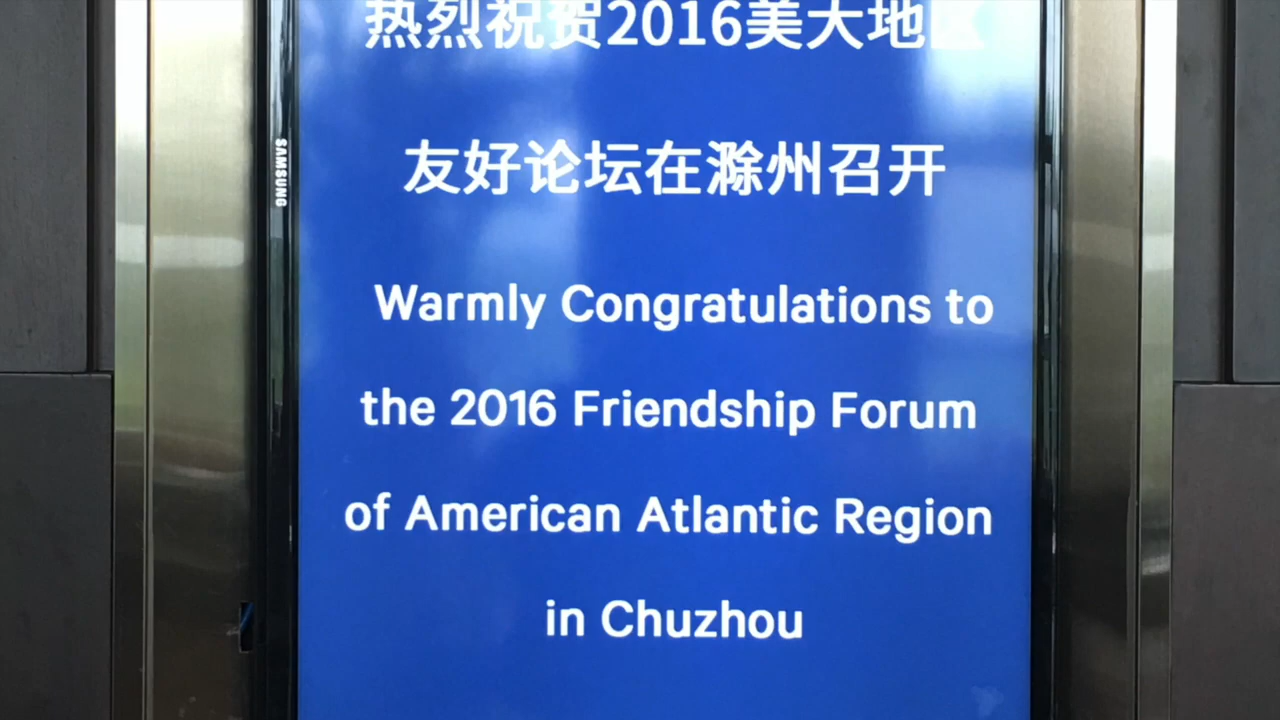 热烈祝贺2016美大地区
友好论坛在滁州召开
SAMSUNG
Warmly Congratulations to
the 2016 Friendship Forum
of American Atlantic Region
in Chuzhou